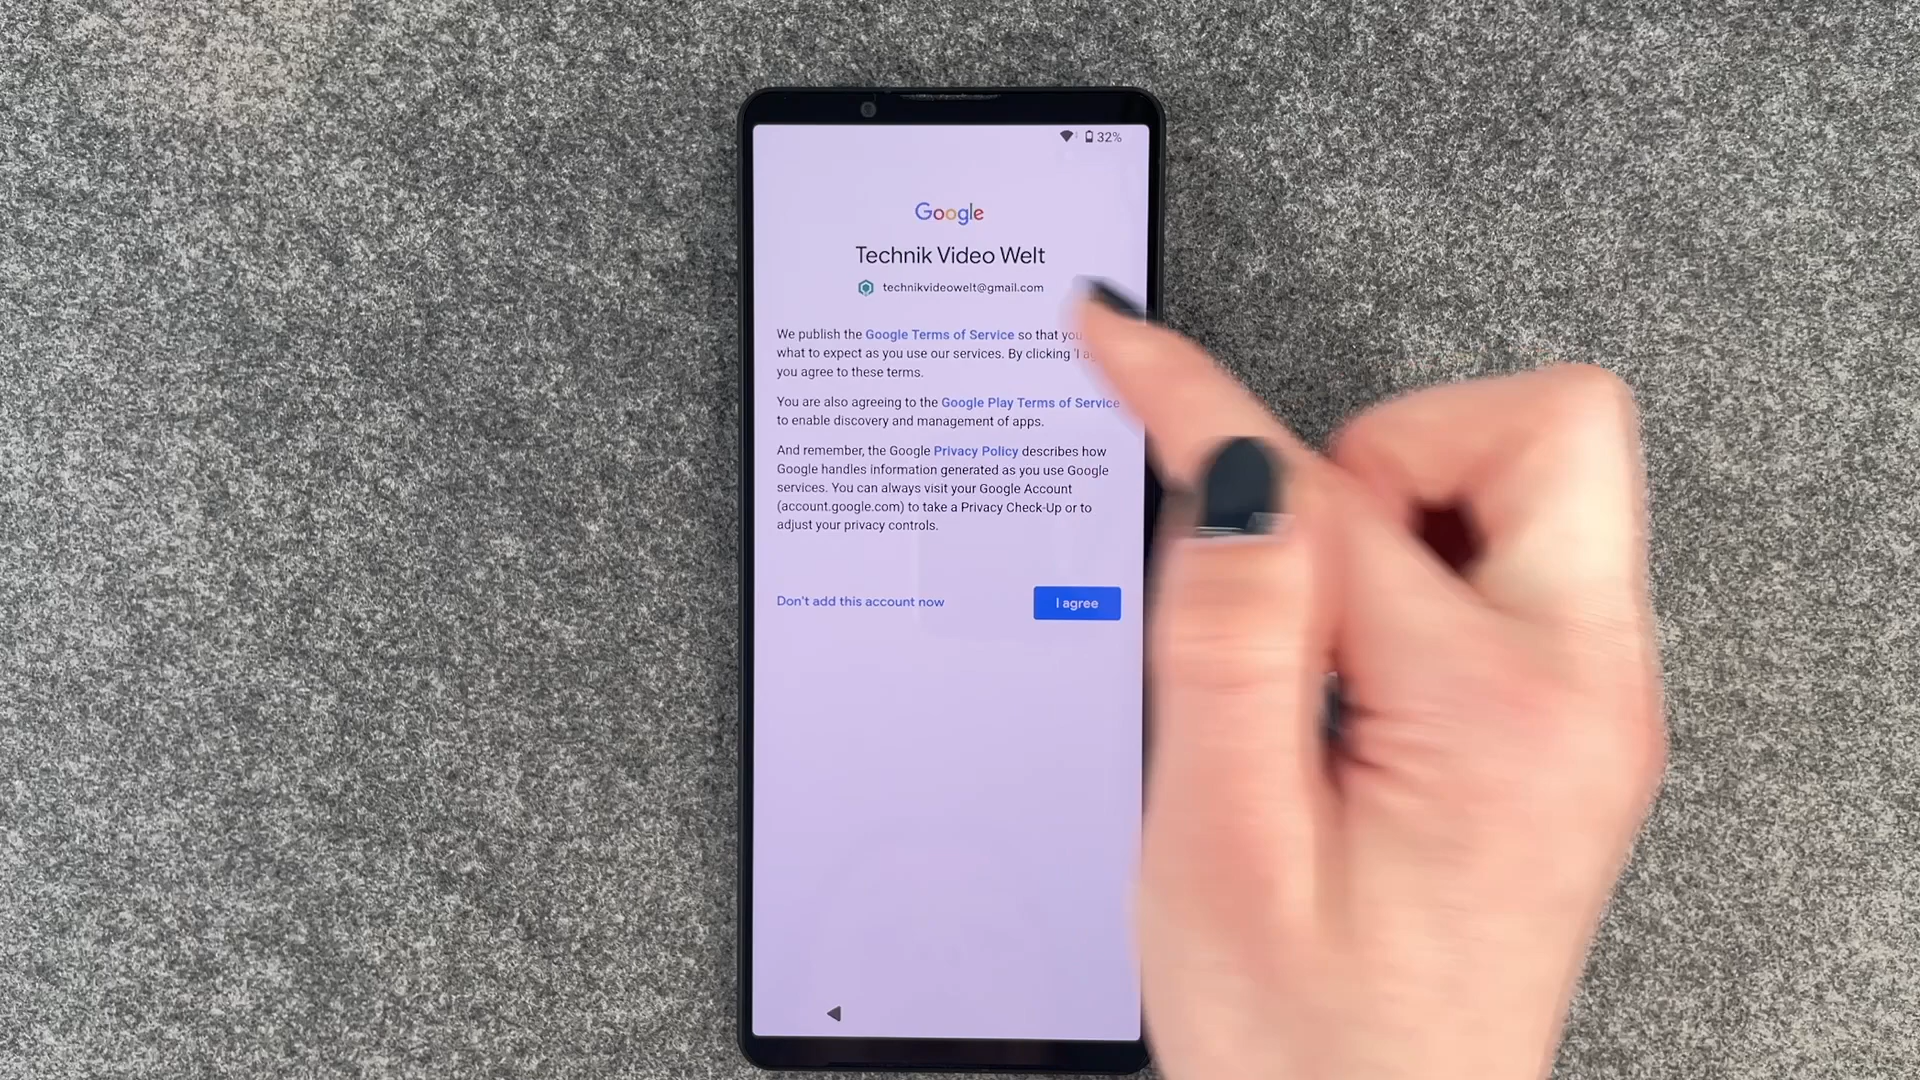 32%
Google
Technik Video Welt
technikvideowelt@gmail.com
We publish the Google Terms of Service so that you
what to expect as you use our services. By clicking 'I
you agree to these terms.
You are also agreeing to the Google Play Terms of Service
to enable discovery and management of apps.
And remember, the Google Privacy Policy describes how
Google handles information generated as you use Google
services. You can always visit your Google Account
(account.google.com) to take a Privacy Check-Up or to
adjust your privacy controls.
Don't add this account now
I agree